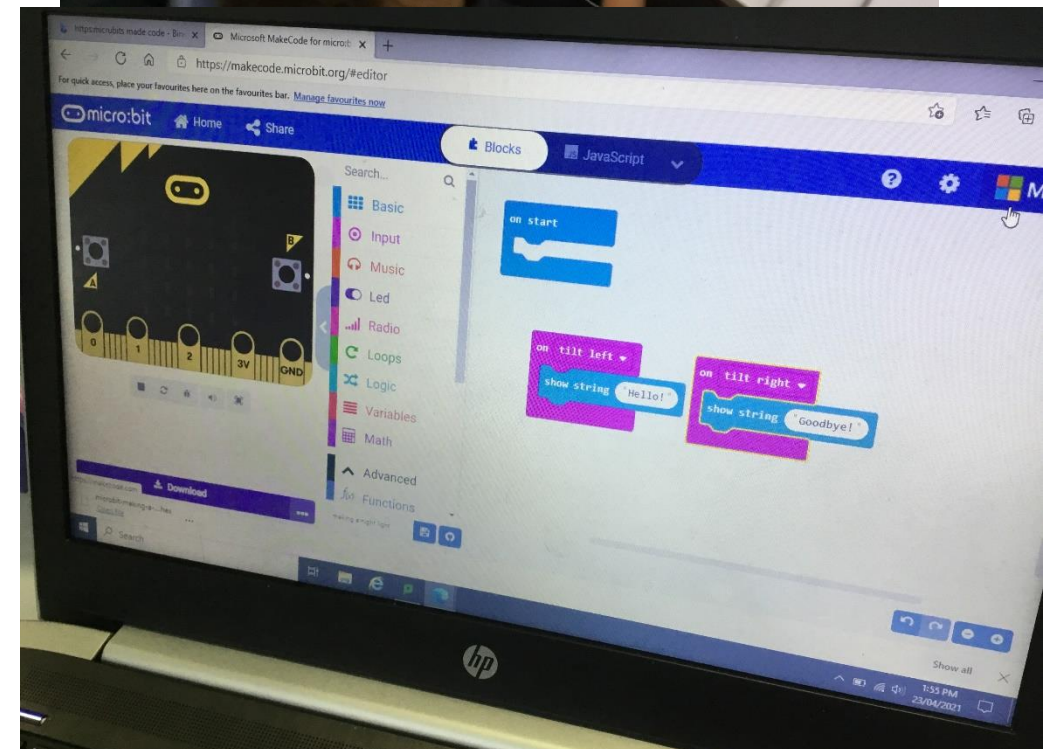 Microsoft MakeCode for micro:b
https://makecode.microbit.org/#editor
For quick access, place your favourites here on the favourites bar. Manage favourites now
micro:bit Home Share
Blocks JavaScript
Search...
Basic
Input
Music
Led
Radio
Loops
Logic
Variables
Math
Advanced
Functions
A
B
0 1 2 3V GND
on start
on tilt left
show string "Hello!"
on tilt right
show string "Goodbye!"
Download
Open file
Search
hp
Show all
1:55 PM
23/04/2021